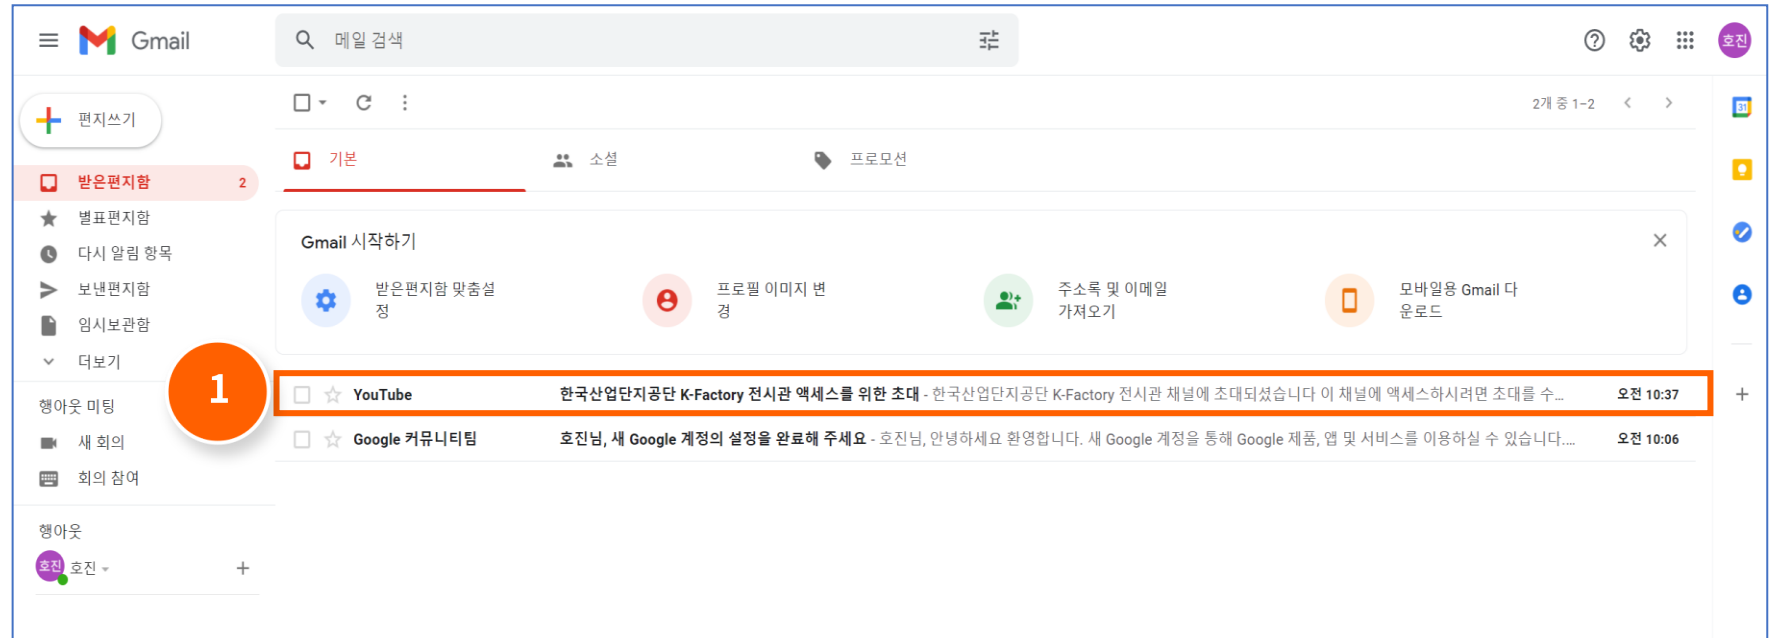 Gmail
메일 검색
호진
편지쓰기
2개 중 1–2
31
기본
소셜
프로모션
받은편지함 2
별표편지함
다시 알림 항목
보낸편지함
임시보관함
더보기
Gmail 시작하기
받은편지함 맞춤설
정
프로필 이미지 변
경
주소록 및 이메일
가져오기
모바일용 Gmail 다
운로드
1
YouTube 한국산업단지공단 K-Factory 전시관 액세스를 위한 초대 - 한국산업단지공단 K-Factory 전시관 채널에 초대되셨습니다 이 채널에 액세스하시려면 초대를 수... 오전 10:37
Google 커뮤니티팀 호진님, 새 Google 계정의 설정을 완료해 주세요 - 호진님, 안녕하세요 환영합니다. 새 Google 계정을 통해 Google 제품, 앱 및 서비스를 이용하실 수 있습니다.... 오전 10:06
행아웃 미팅
새 회의
회의 참여
행아웃
호진 호진